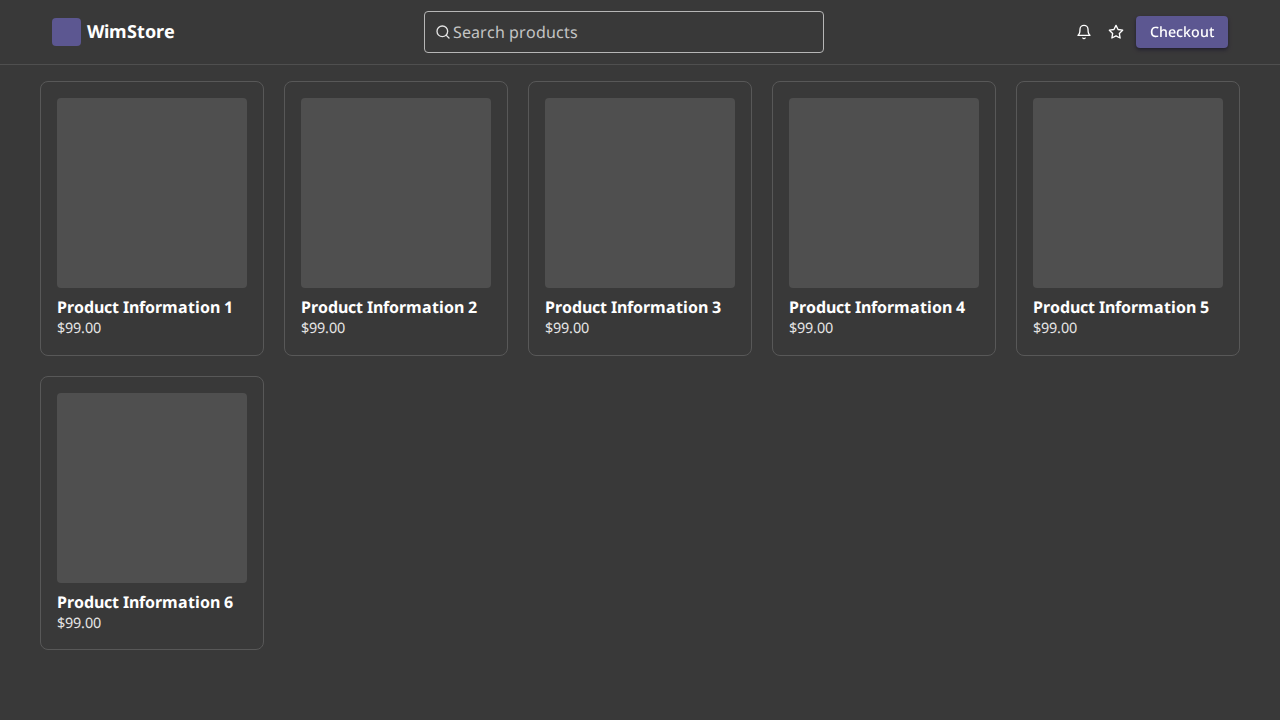 WimStore
Search products
Checkout
Product Information 1
$99.00
Product Information 2
$99.00
Product Information 3
$99.00
Product Information 4
$99.00
Product Information 5
$99.00
Product Information 6
$99.00